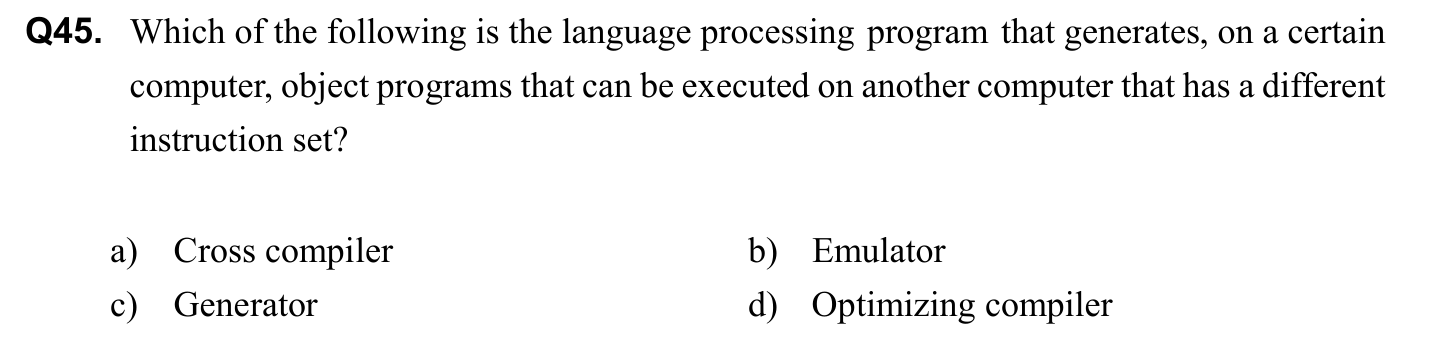 Q45. Which of the following is the language processing program that generates, on a certain
computer, object programs that can be executed on another computer that has a different
instruction set?
a) Cross compiler b) Emulator
c) Generator d) Optimizing compiler